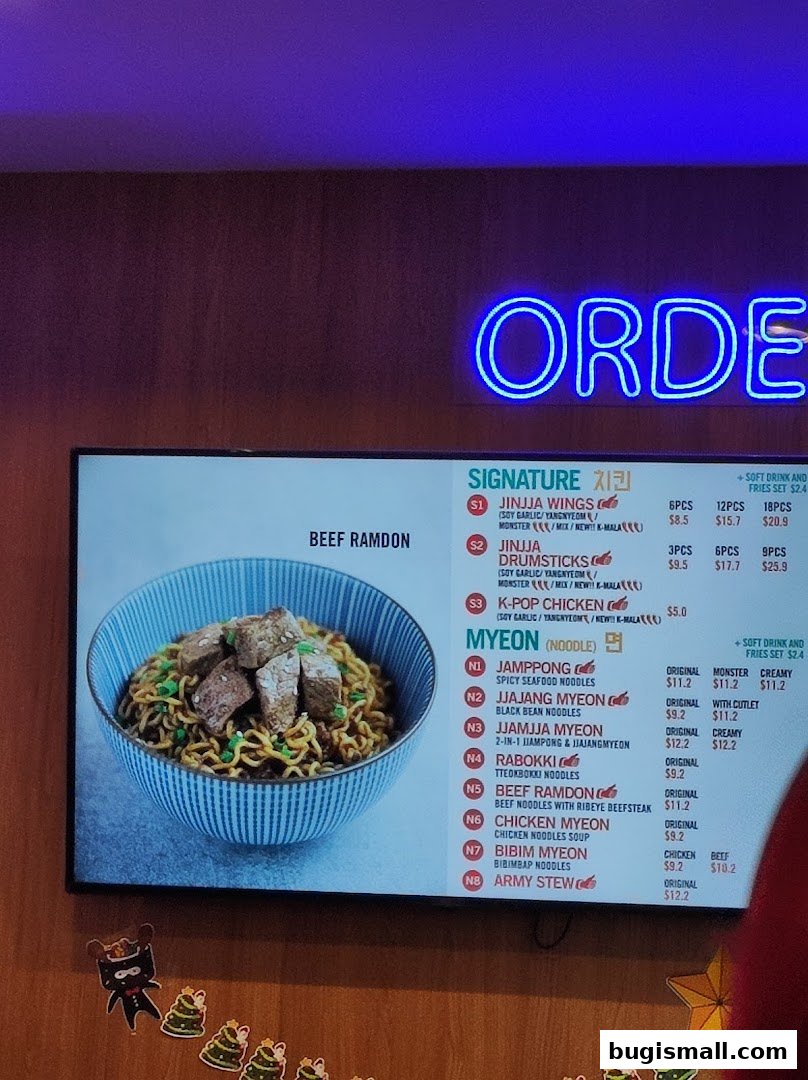 ORDE
BEEF RAMDON
SIGNATURE 치킨
+ SOFT DRINK AND
FRIES SET $2.4
S1 JINJJA WINGS 6PCS 12PCS 18PCS
(SOY GARLIC/ YANGNYEOM / $8.5 $15.7 $20.9
MONSTER / MIX / NEW!! K-MALA)
S2 JINJJA 3PCS 6PCS 9PCS
DRUMSTICKS $9.5 $17.7 $25.9
(SOY GARLIC/ YANGNYEOM /
MONSTER / MIX / NEW!! K-MALA)
S3 K-POP CHICKEN $5.0
(SOY GARLIC / YANGNYEOM / NEW!! K-MALA)
MYEON (NOODLE) 면
+ SOFT DRINK AND
FRIES SET $2.4
N1 JAMPPONG ORIGINAL MONSTER CREAMY
SPICY SEAFOOD NOODLES $11.2 $11.2 $11.2
N2 JJAJANG MYEON ORIGINAL WITH CUTLET
BLACK BEAN NOODLES $9.2 $11.2
N3 JJAMJJA MYEON ORIGINAL CREAMY
2-IN-1 JJAMPONG & JJAJANGMYEON $12.2 $12.2
N4 RABOKKI ORIGINAL
TTEOKBOKKI NOODLES $9.2
N5 BEEF RAMDON ORIGINAL
BEEF NOODLES WITH RIBEYE BEEFSTEAK $11.2
N6 CHICKEN MYEON ORIGINAL
CHICKEN NOODLES SOUP $9.2
N7 BIBIM MYEON CHICKEN BEEF
BIBIMBAP NOODLES $9.2 $10.2
N8 ARMY STEW ORIGINAL
$12.2
bugismall.com